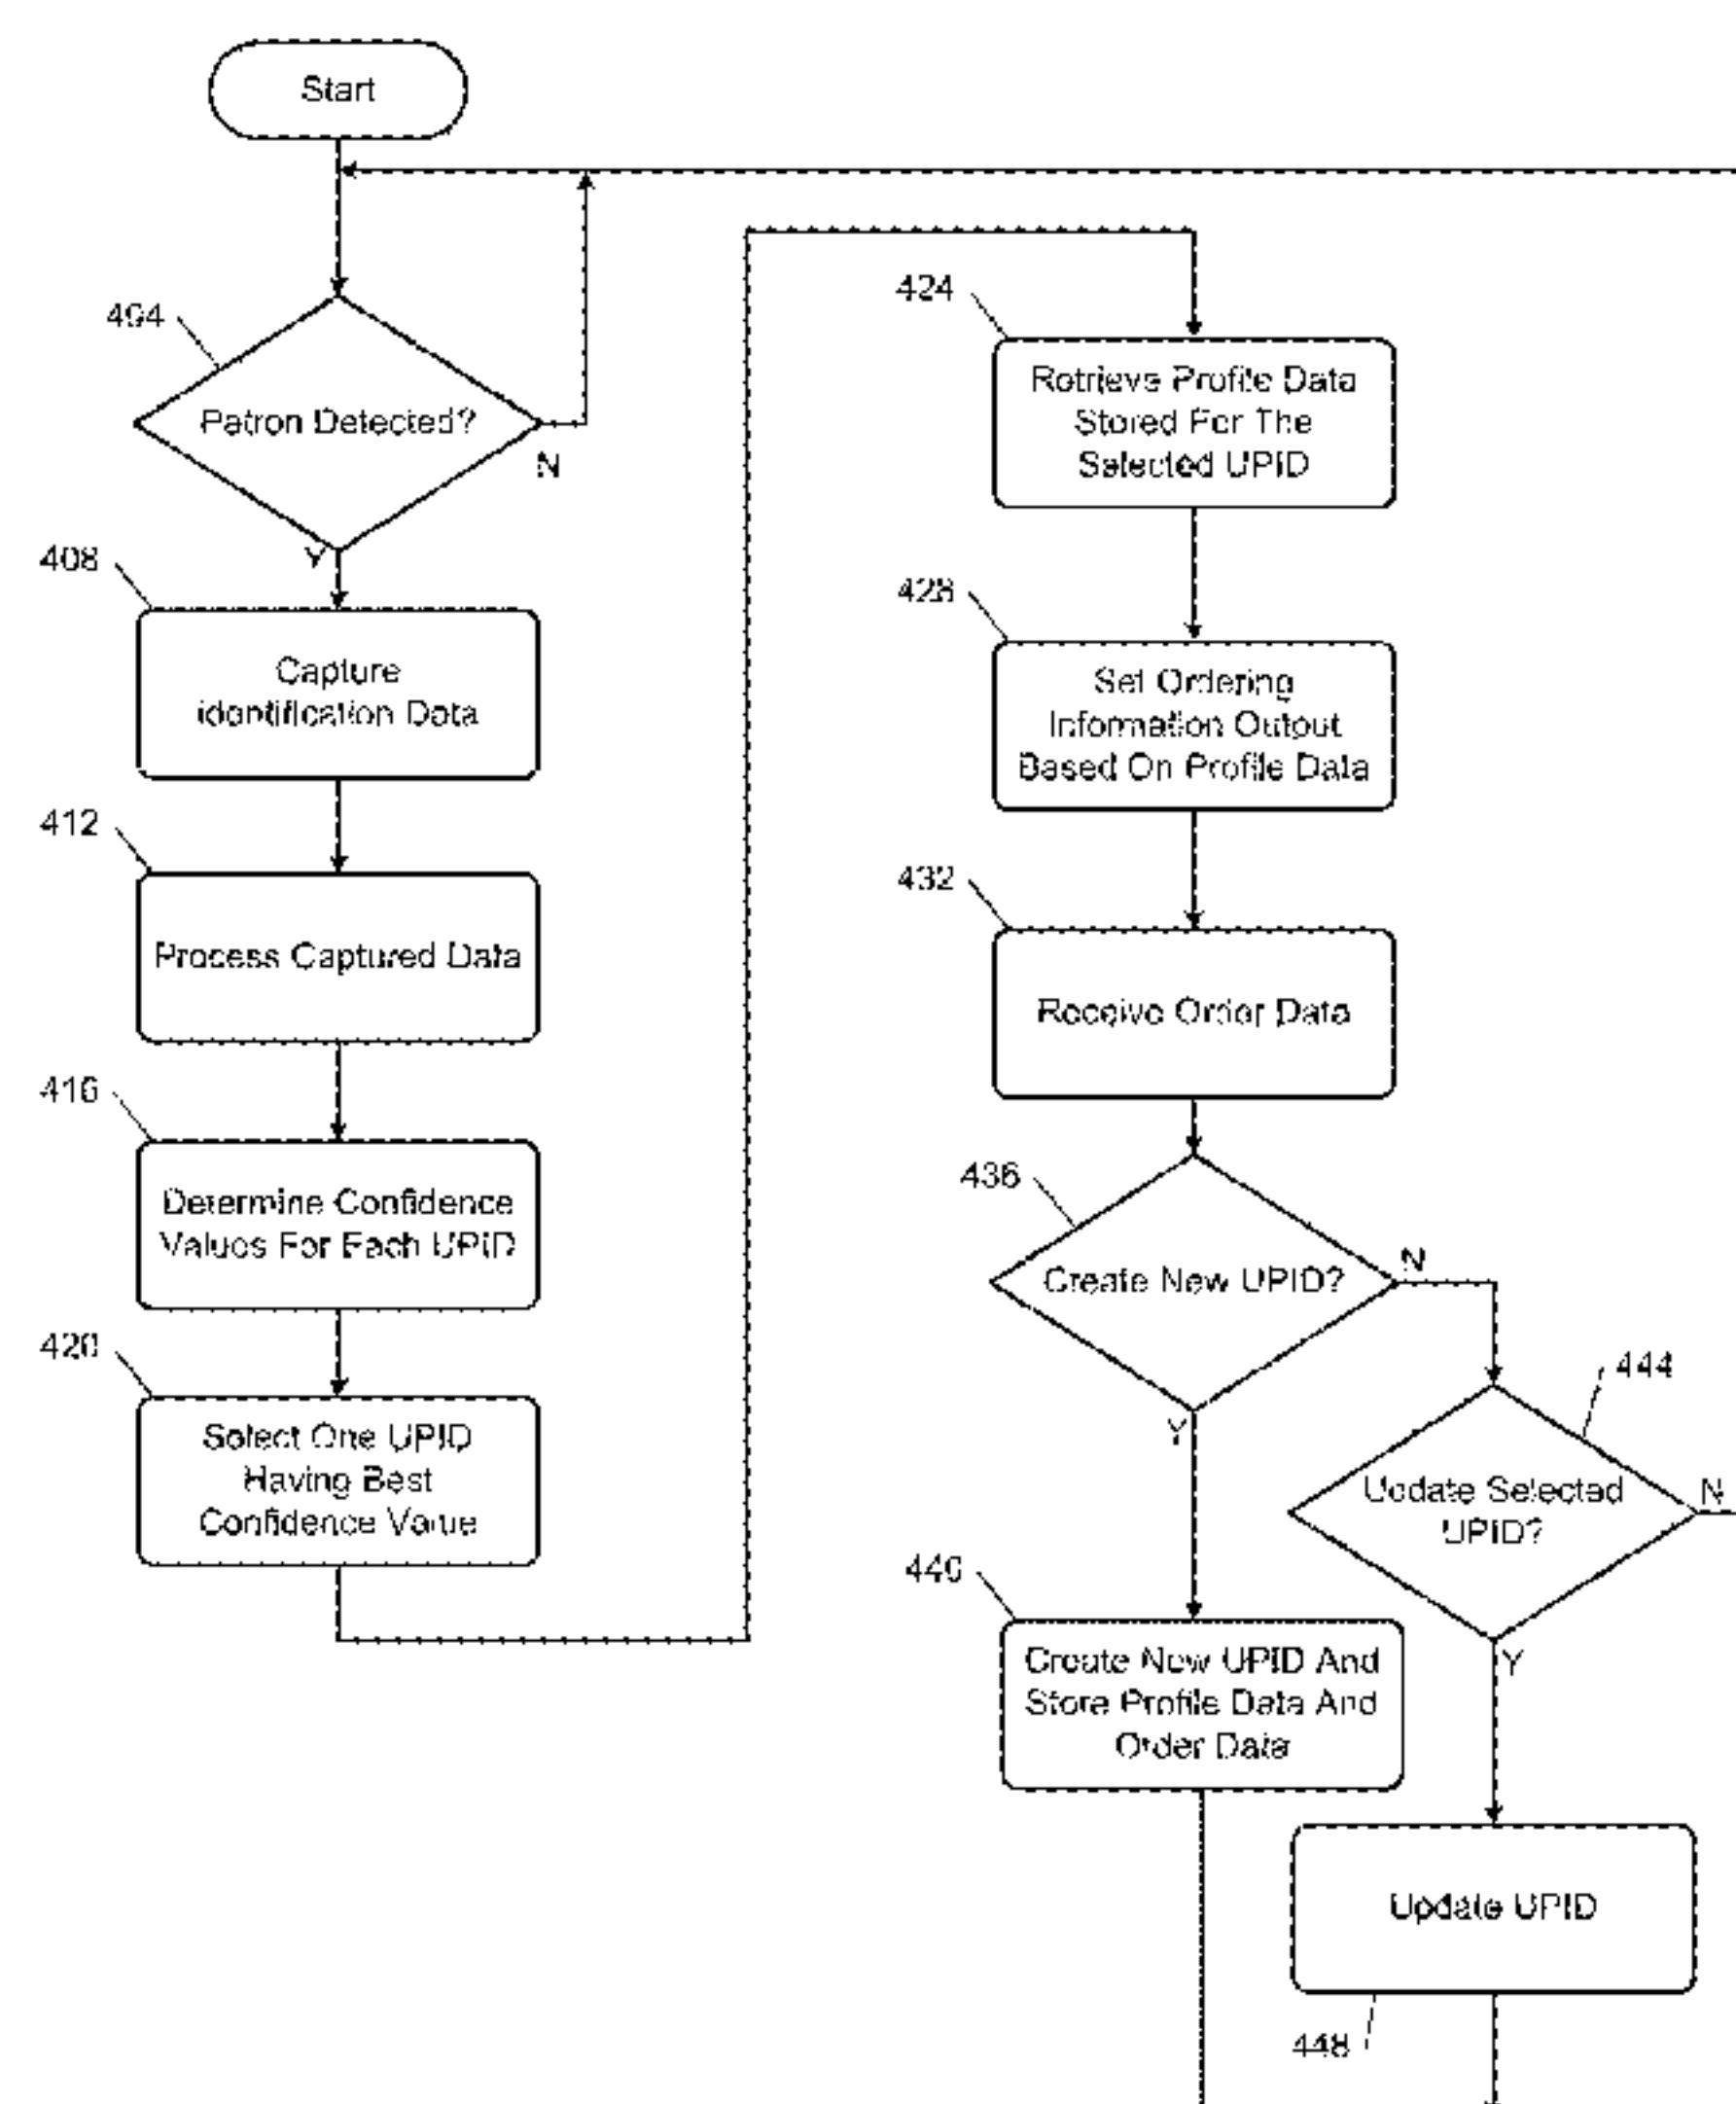 Start
404
Patron Detected?
N
Y
408
Capture
Identification Data
412
Process Captured Data
416
Determine Confidence
Values For Each UPID
420
Select One UPID
Having Best
Confidence Value
424
Retrieve Profile Data
Stored For The
Selected UPID
428
Set Ordering
Information Output
Based On Profile Data
432
Receive Order Data
436
Create New UPID?
N
Y
444
Update Selected
UPID?
N
Y
440
Create New UPID And
Store Profile Data And
Order Data
Update UPID
448